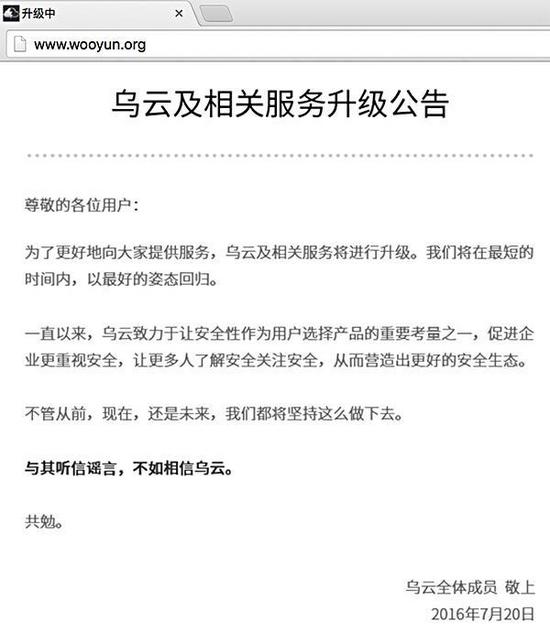 升级中
www.wooyun.org
乌云及相关服务升级公告
尊敬的各位用户：
为了更好地向大家提供服务，乌云及相关服务将进行升级。我们将在最短的
时间内，以最好的姿态回归。
一直以来，乌云致力于让安全性作为用户选择产品的重要考量之一，促进企
业更重视安全，让更多人了解安全关注安全，从而营造出更好的安全生态。
不管从前，现在，还是未来，我们都将坚持这么做下去。
与其听信谣言，不如相信乌云。
共勉。
乌云全体成员 敬上
2016年7月20日